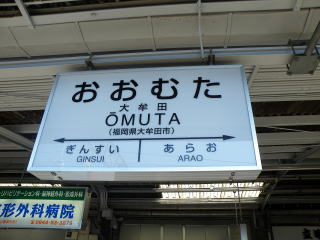 おおむた
大牟田
ŌMUTA
(福岡県大牟田市)
ぎんすい あらお
GINSUI ARAO
形外科病院